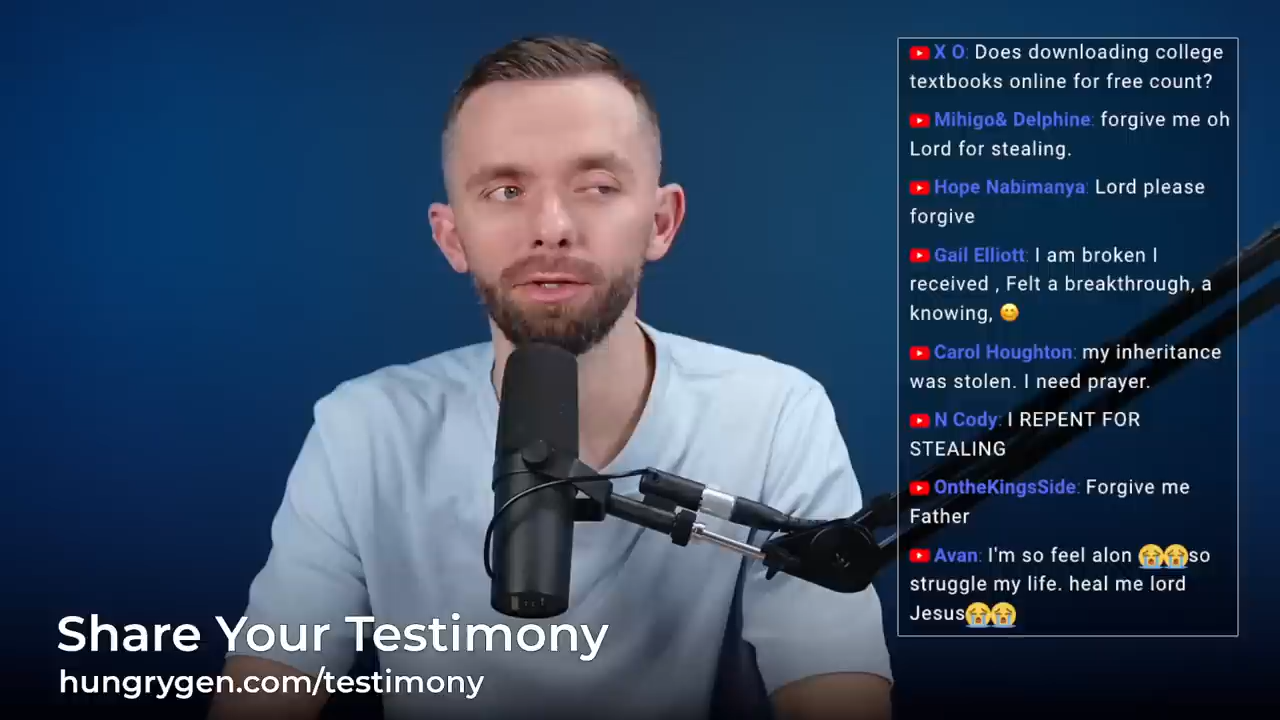 X O: Does downloading college
textbooks online for free count?
Mihigo& Delphine: forgive me oh
Lord for stealing.
Hope Nabimanya: Lord please
forgive
Gail Elliott: I am broken I
received , Felt a breakthrough, a
knowing, 😊
Carol Houghton: my inheritance
was stolen. I need prayer.
N Cody: I REPENT FOR
STEALING
OntheKingsSide: Forgive me
Father
Avan: I'm so feel alon 😭😭so
struggle my life. heal me lord
Jesus😭😭
Share Your Testimony
hungrygen.com/testimony